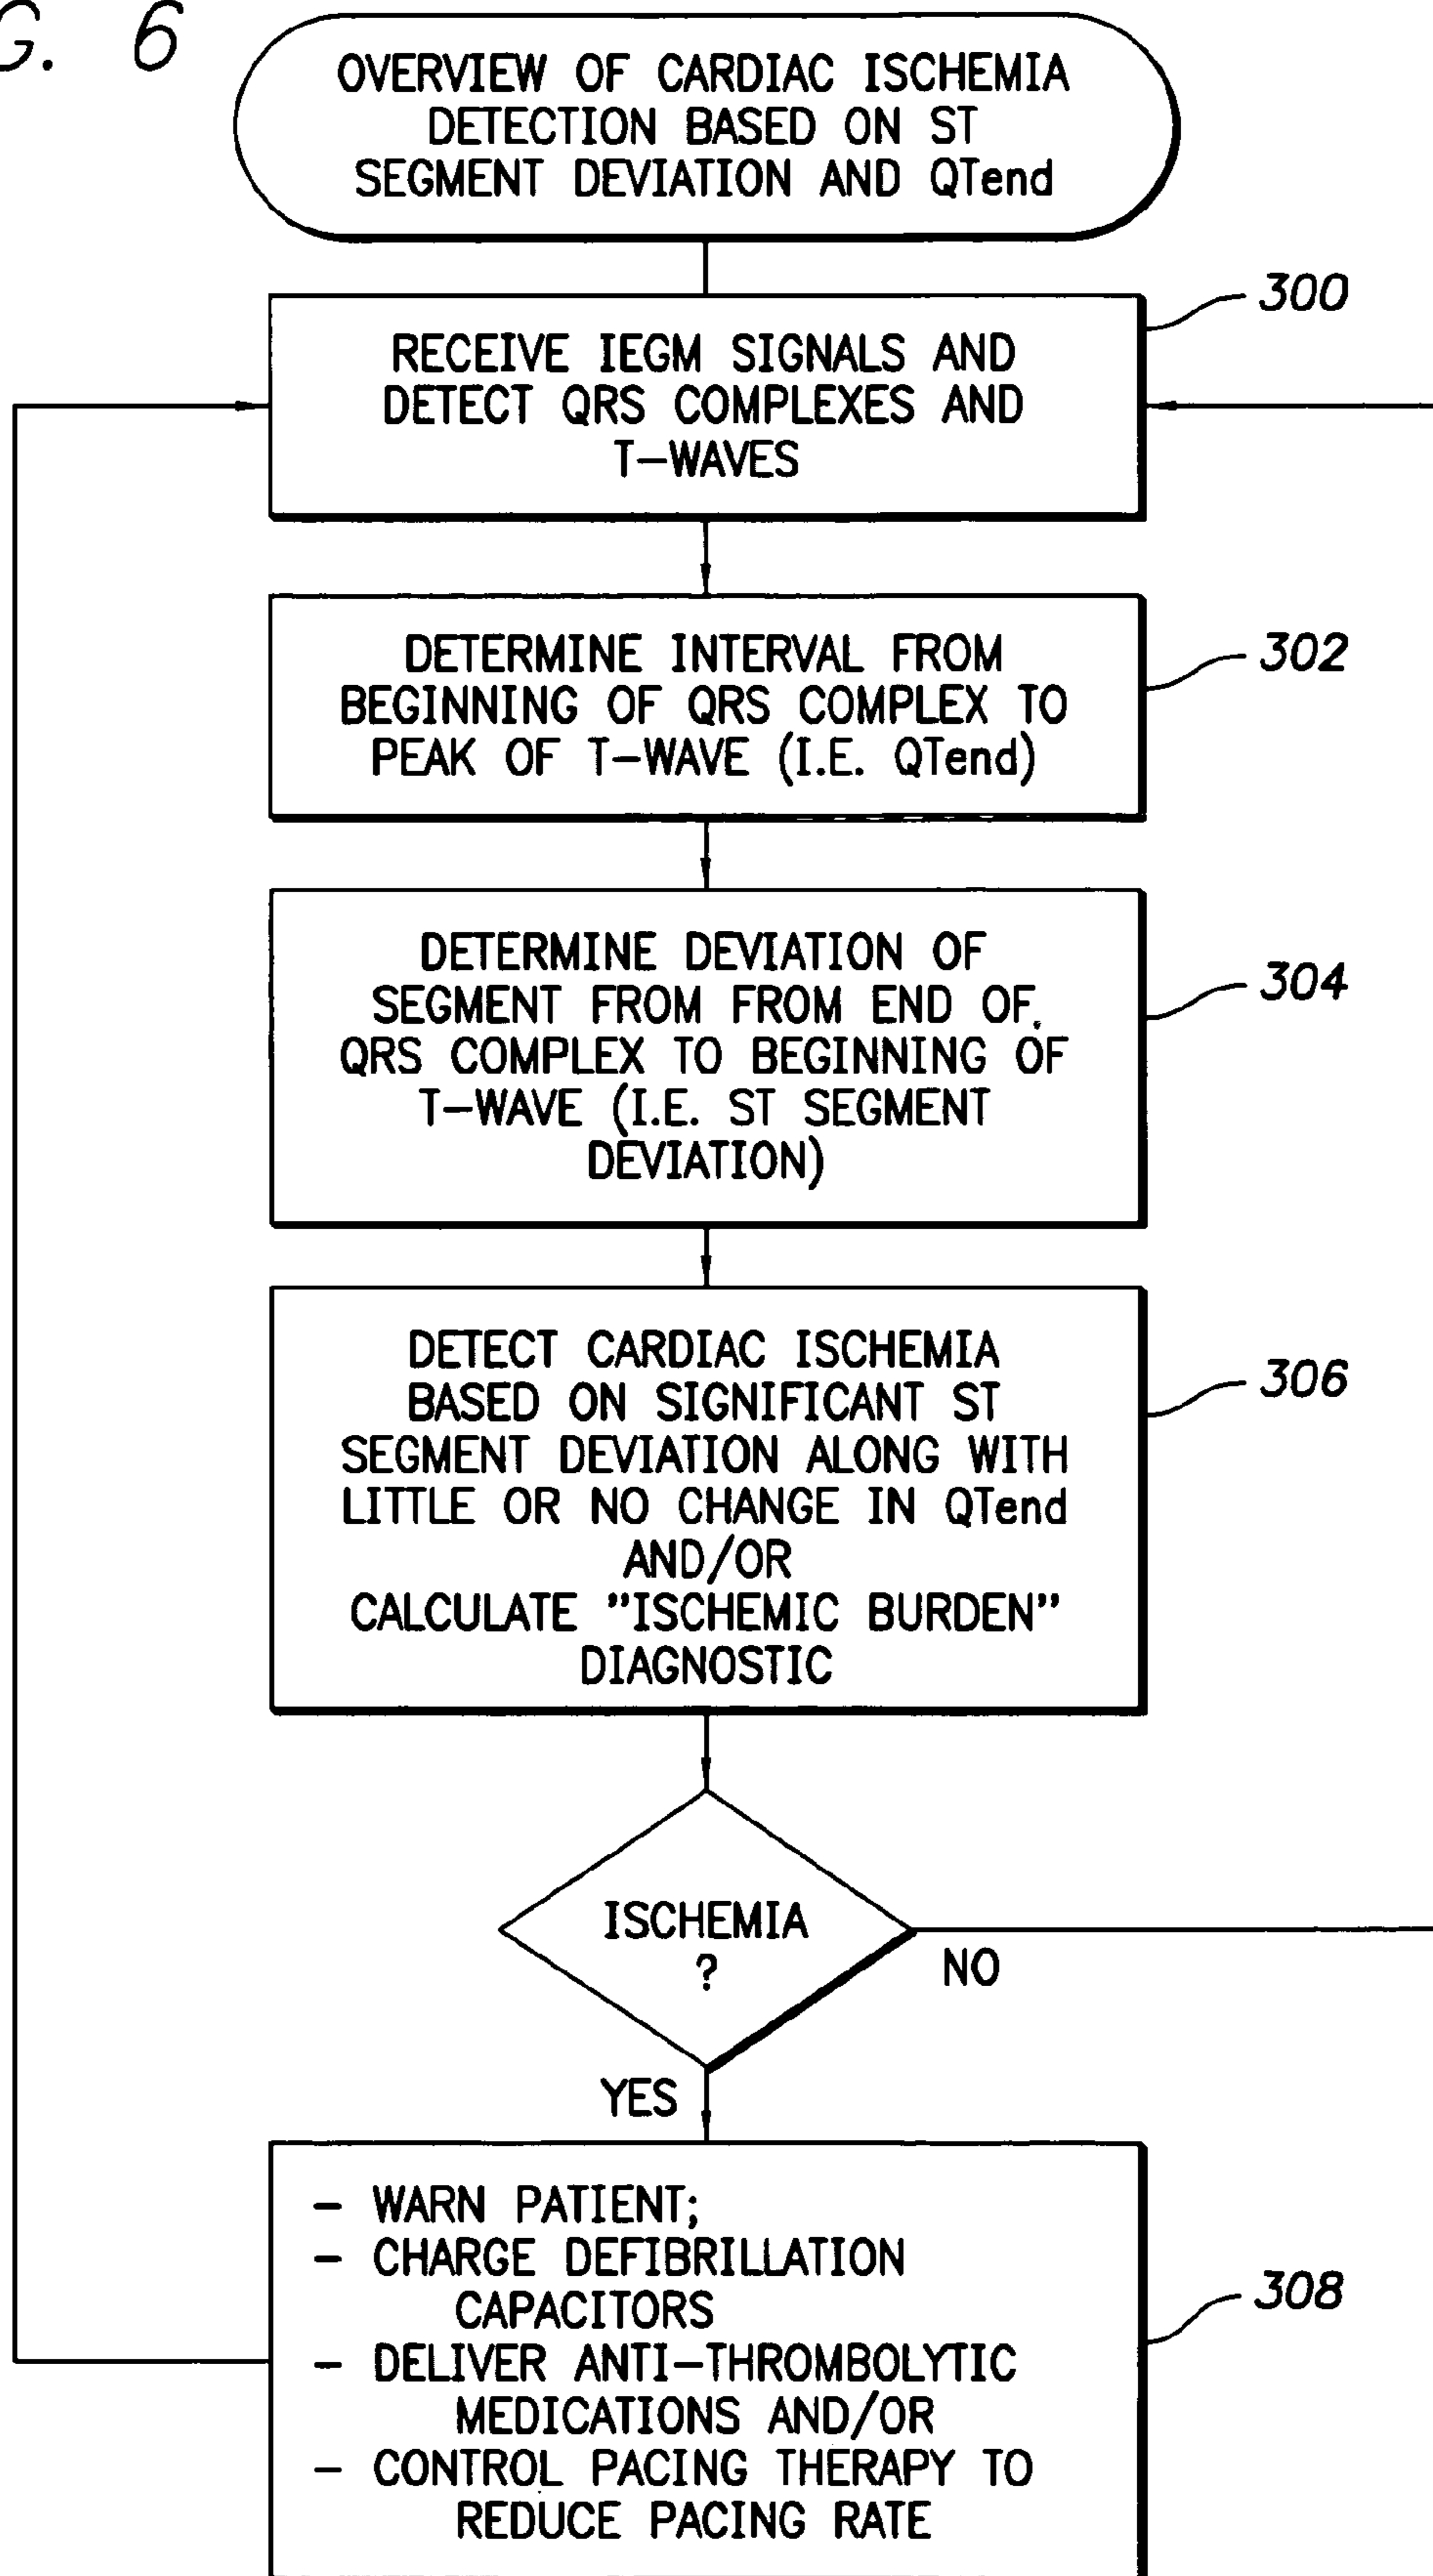 G. 6
OVERVIEW OF CARDIAC ISCHEMIA
DETECTION BASED ON ST
SEGMENT DEVIATION AND QTend
300
RECEIVE IEGM SIGNALS AND
DETECT QRS COMPLEXES AND
T-WAVES
302
DETERMINE INTERVAL FROM
BEGINNING OF QRS COMPLEX TO
PEAK OF T-WAVE (I.E. QTend)
304
DETERMINE DEVIATION OF
SEGMENT FROM FROM END OF
QRS COMPLEX TO BEGINNING OF
T-WAVE (I.E. ST SEGMENT
DEVIATION)
306
DETECT CARDIAC ISCHEMIA
BASED ON SIGNIFICANT ST
SEGMENT DEVIATION ALONG WITH
LITTLE OR NO CHANGE IN QTend
AND/OR
CALCULATE "ISCHEMIC BURDEN"
DIAGNOSTIC
ISCHEMIA
?
NO
YES
308
- WARN PATIENT;
- CHARGE DEFIBRILLATION
CAPACITORS
- DELIVER ANTI-THROMBOLYTIC
MEDICATIONS AND/OR
- CONTROL PACING THERAPY TO
REDUCE PACING RATE